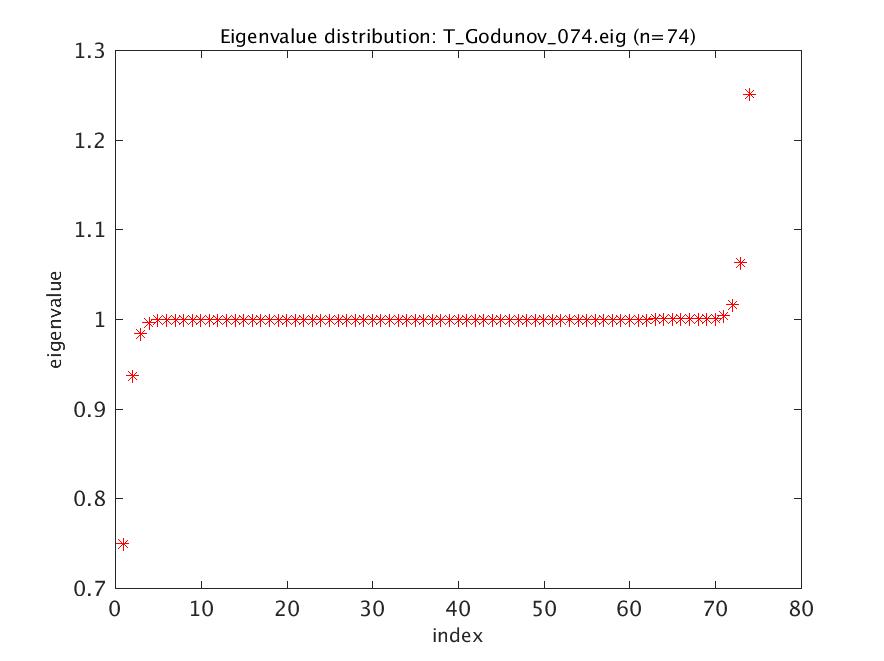 Eigenvalue distribution: T_Godunov_074.eig (n=74)
1.3
1.2
1.1
1
0.9
0.8
0.7
eigenvalue
0 10 20 30 40 50 60 70 80
index